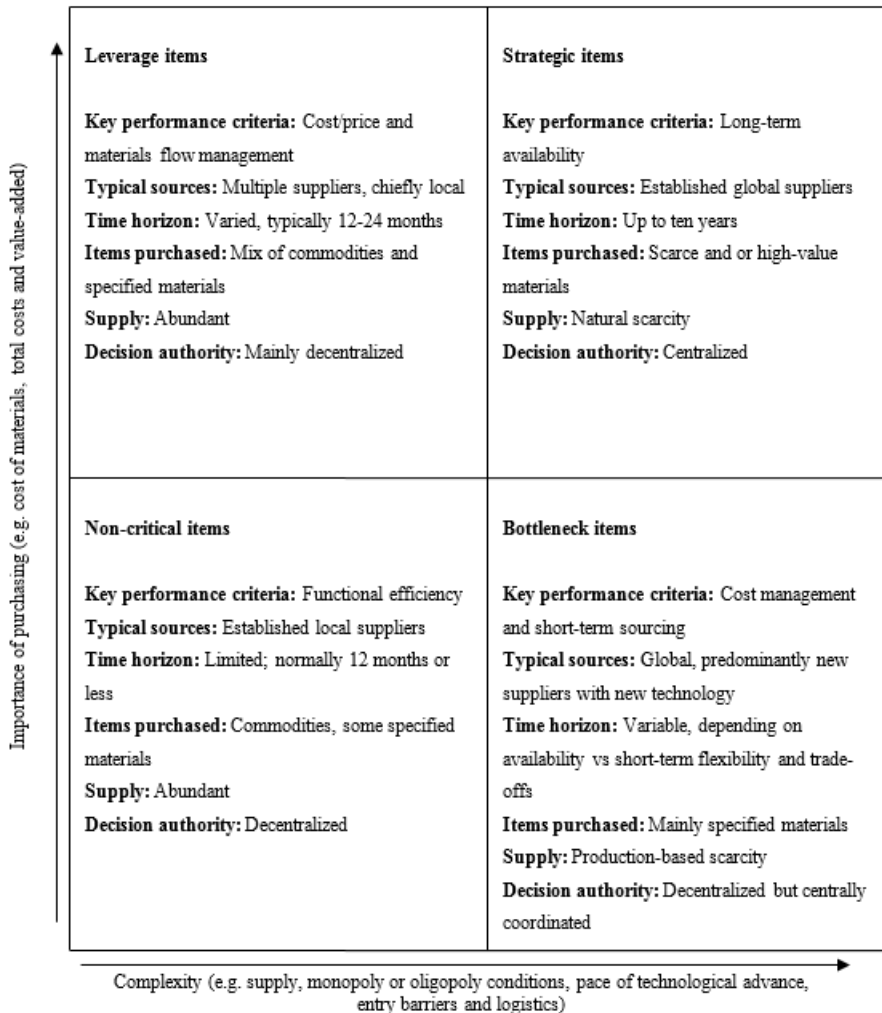 Importance of purchasing (e.g. cost of materials, total costs and value-added)
Leverage items
Key performance criteria: Cost/price and
materials flow management
Typical sources: Multiple suppliers, chiefly local
Time horizon: Varied, typically 12-24 months
Items purchased: Mix of commodities and
specified materials
Supply: Abundant
Decision authority: Mainly decentralized
Strategic items
Key performance criteria: Long-term
availability
Typical sources: Established global suppliers
Time horizon: Up to ten years
Items purchased: Scarce and or high-value
materials
Supply: Natural scarcity
Decision authority: Centralized
Non-critical items
Key performance criteria: Functional efficiency
Typical sources: Established local suppliers
Time horizon: Limited; normally 12 months or
less
Items purchased: Commodities, some specified
materials
Supply: Abundant
Decision authority: Decentralized
Bottleneck items
Key performance criteria: Cost management
and short-term sourcing
Typical sources: Global, predominantly new
suppliers with new technology
Time horizon: Variable, depending on
availability vs short-term flexibility and trade-
offs
Items purchased: Mainly specified materials
Supply: Production-based scarcity
Decision authority: Decentralized but centrally
coordinated
Complexity (e.g. supply, monopoly or oligopoly conditions, pace of technological advance,
entry barriers and logistics)